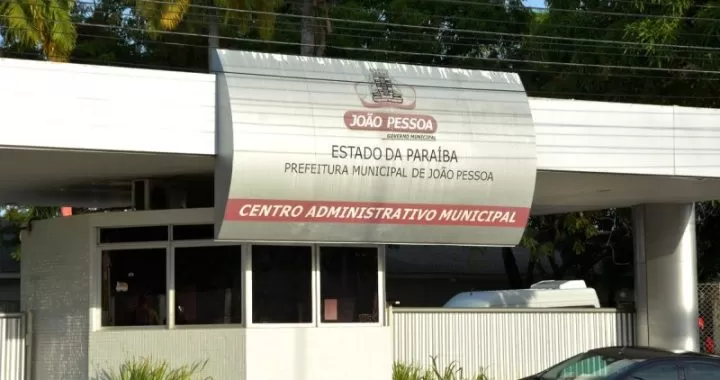 JOÃO PESSOA
GOVERNO MUNICIPAL
ESTADO DA PARAÍBA
PREFEITURA MUNICIPAL DE JOÃO PESSOA
CENTRO ADMINISTRATIVO MUNICIPAL